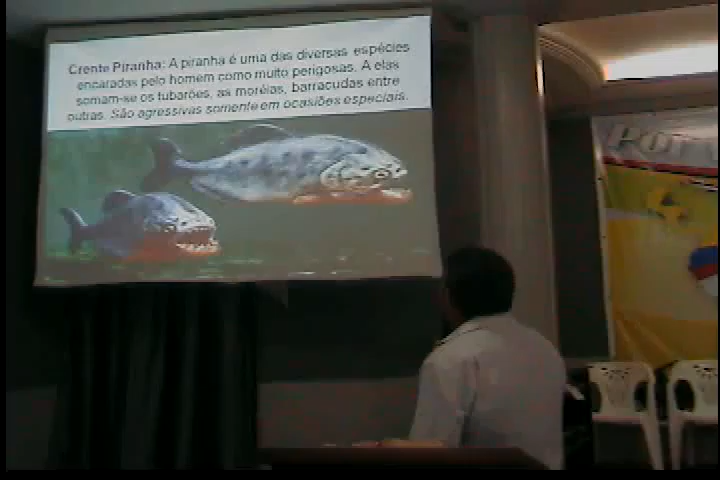 Crente Piranha: A piranha é uma das diversas espécies
encaradas pelo homem como muito perigosas. A elas
somam-se os tubarões, as moréias, barracudas entre
outras. São agressivas somente em ocasiões especiais.